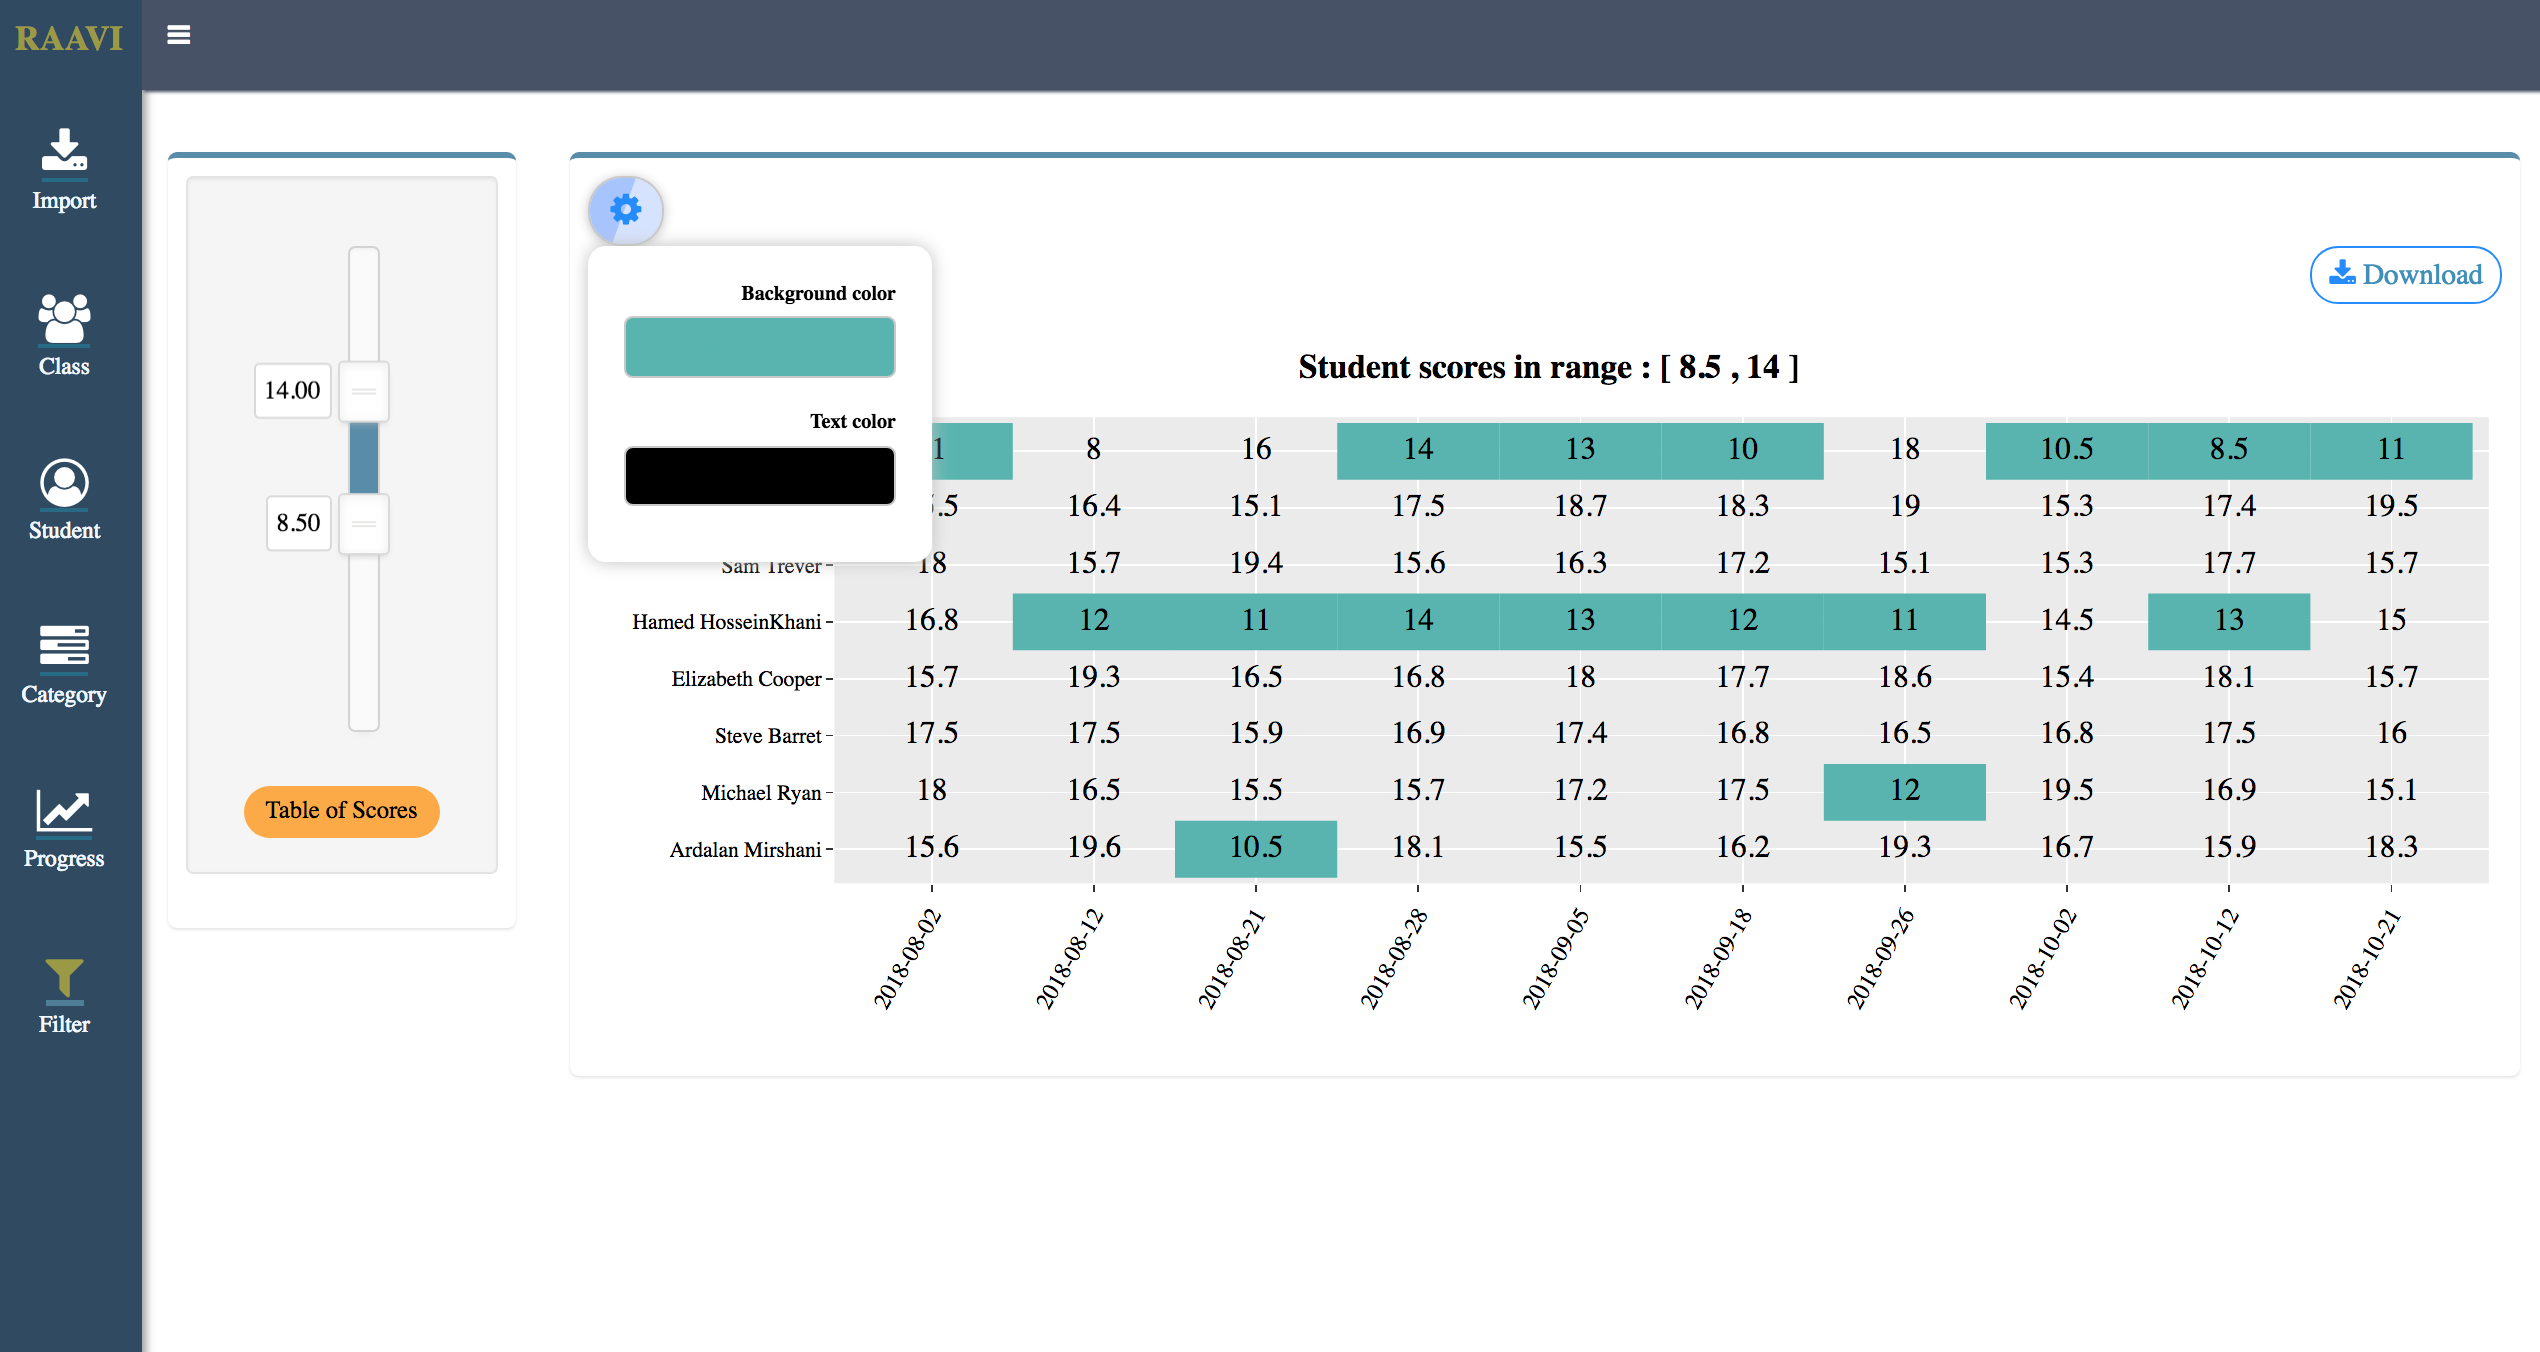 RAAVI
Import
Class
Student
Category
Progress
Filter
14.00
8.50
Table of Scores
Background color
Text color
Download
Student scores in range : [ 8.5 , 14 ]
8 16 14 13 10 18 10.5 8.5 11
16.4 15.1 17.5 18.7 18.3 19 15.3 17.4 19.5
Sam Trever 18 15.7 19.4 15.6 16.3 17.2 15.1 15.3 17.7 15.7
Hamed HosseinKhani 16.8 12 11 14 13 12 11 14.5 13 15
Elizabeth Cooper 15.7 19.3 16.5 16.8 18 17.7 18.6 15.4 18.1 15.7
Steve Barret 17.5 17.5 15.9 16.9 17.4 16.8 16.5 16.8 17.5 16
Michael Ryan 18 16.5 15.5 15.7 17.2 17.5 12 19.5 16.9 15.1
Ardalan Mirshani 15.6 19.6 10.5 18.1 15.5 16.2 19.3 16.7 15.9 18.3
2018-08-02 2018-08-12 2018-08-21 2018-08-28 2018-09-05 2018-09-18 2018-09-26 2018-10-02 2018-10-12 2018-10-21